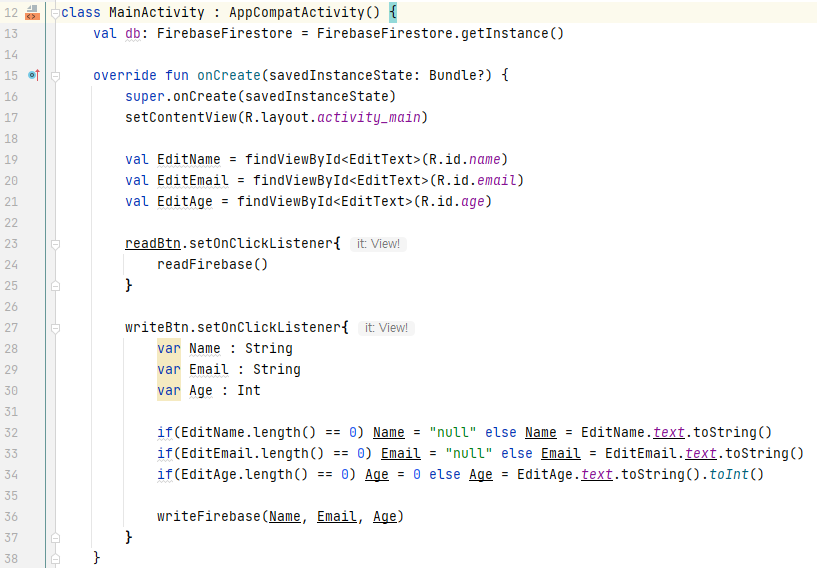 12 class MainActivity : AppCompatActivity() {
13 val db: FirebaseFirestore = FirebaseFirestore.getInstance()
14
15 override fun onCreate(savedInstanceState: Bundle?) {
16 super.onCreate(savedInstanceState)
17 setContentView(R.layout.activity_main)
18
19 val EditName = findViewById<EditText>(R.id.name)
20 val EditEmail = findViewById<EditText>(R.id.email)
21 val EditAge = findViewById<EditText>(R.id.age)
22
23 readBtn.setOnClickListener{ it: View!
24 readFirebase()
25 }
26
27 writeBtn.setOnClickListener{ it: View!
28 var Name : String
29 var Email : String
30 var Age : Int
31
32 if(EditName.length() == 0) Name = "null" else Name = EditName.text.toString()
33 if(EditEmail.length() == 0) Email = "null" else Email = EditEmail.text.toString()
34 if(EditAge.length() == 0) Age = 0 else Age = EditAge.text.toString().toInt()
35
36 writeFirebase(Name, Email, Age)
37 }
38 }